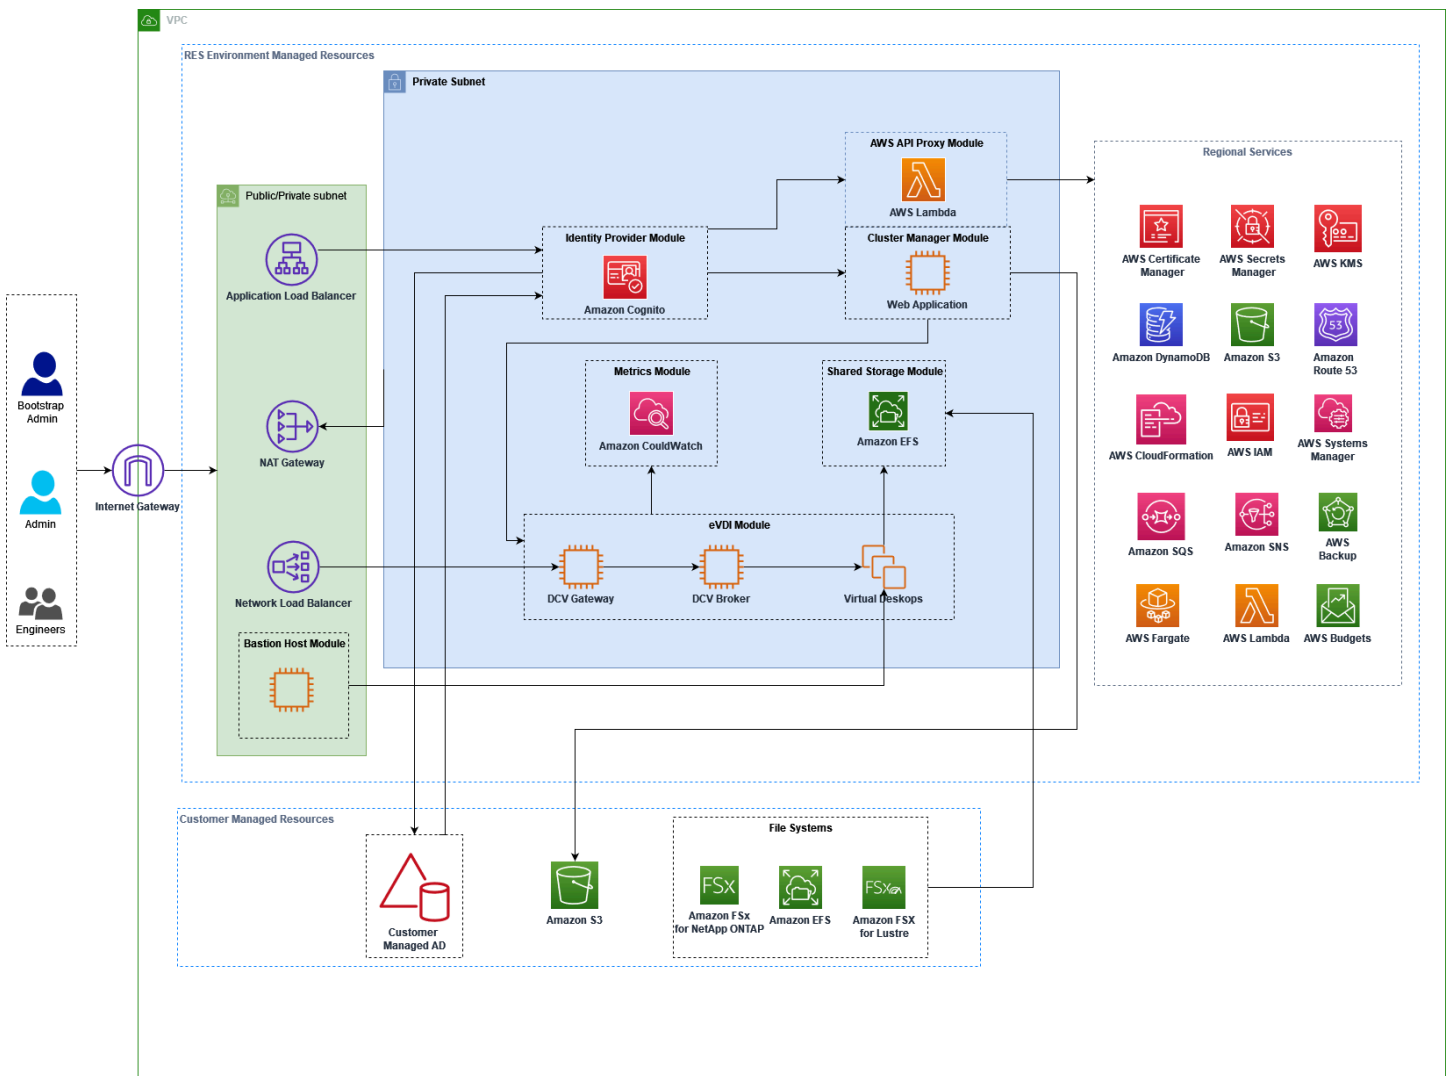 VPC
RES Environment Managed Resources
Private Subnet
AWS API Proxy Module
AWS Lambda
Regional Services
Public/Private subnet
Application Load Balancer
Identity Provider Module
Amazon Cognito
Cluster Manager Module
Web Application
AWS Certificate
Manager
AWS Secrets
Manager
AWS KMS
Amazon DynamoDB
Amazon S3
53
Amazon
Route 53
Bootstrap
Admin
Admin
Engineers
Internet Gateway
NAT Gateway
Metrics Module
Amazon CouldWatch
Shared Storage Module
Amazon EFS
AWS CloudFormation
AWS IAM
AWS Systems
Manager
eVDI Module
DCV Gateway
DCV Broker
Virtual Deskops
Network Load Balancer
Bastion Host Module
Amazon SQS
Amazon SNS
AWS
Backup
AWS Fargate
AWS Lambda
AWS Budgets
Customer Managed Resources
Customer
Managed AD
Amazon S3
File Systems
FSx
Amazon FSx
for NetApp ONTAP
Amazon EFS
FSx
Amazon FSX
for Lustre